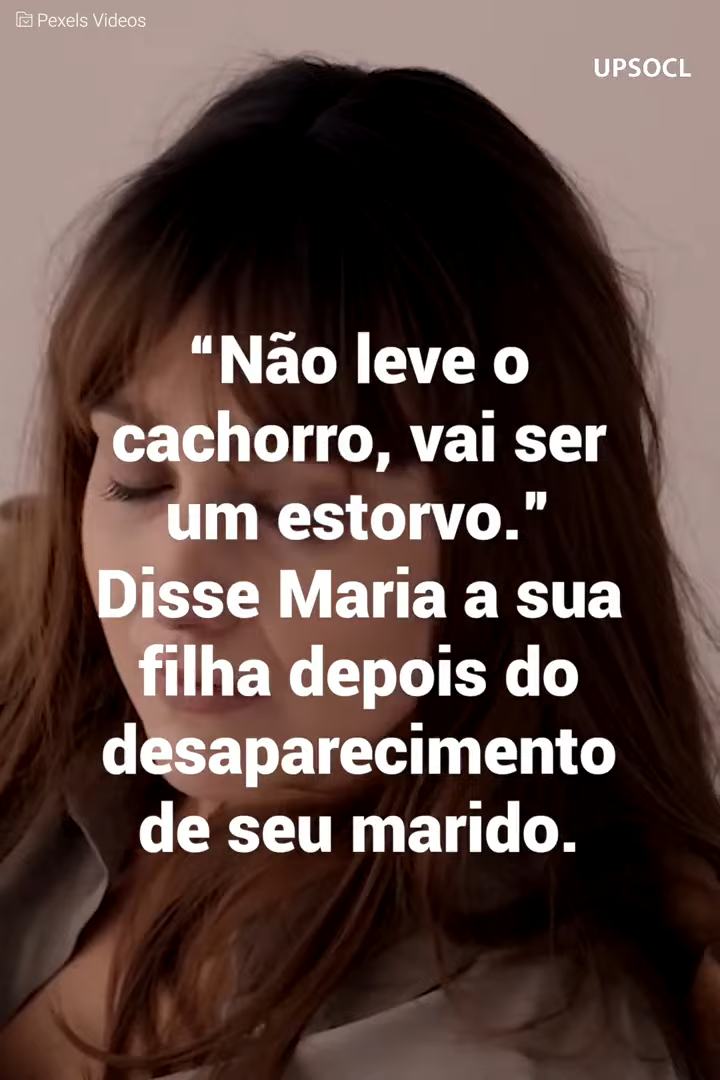 Pexels Videos
UPSOCL
“Não leve o
cachorro, vai ser
um estorvo.”
Disse Maria a sua
filha depois do
desaparecimento
de seu marido.